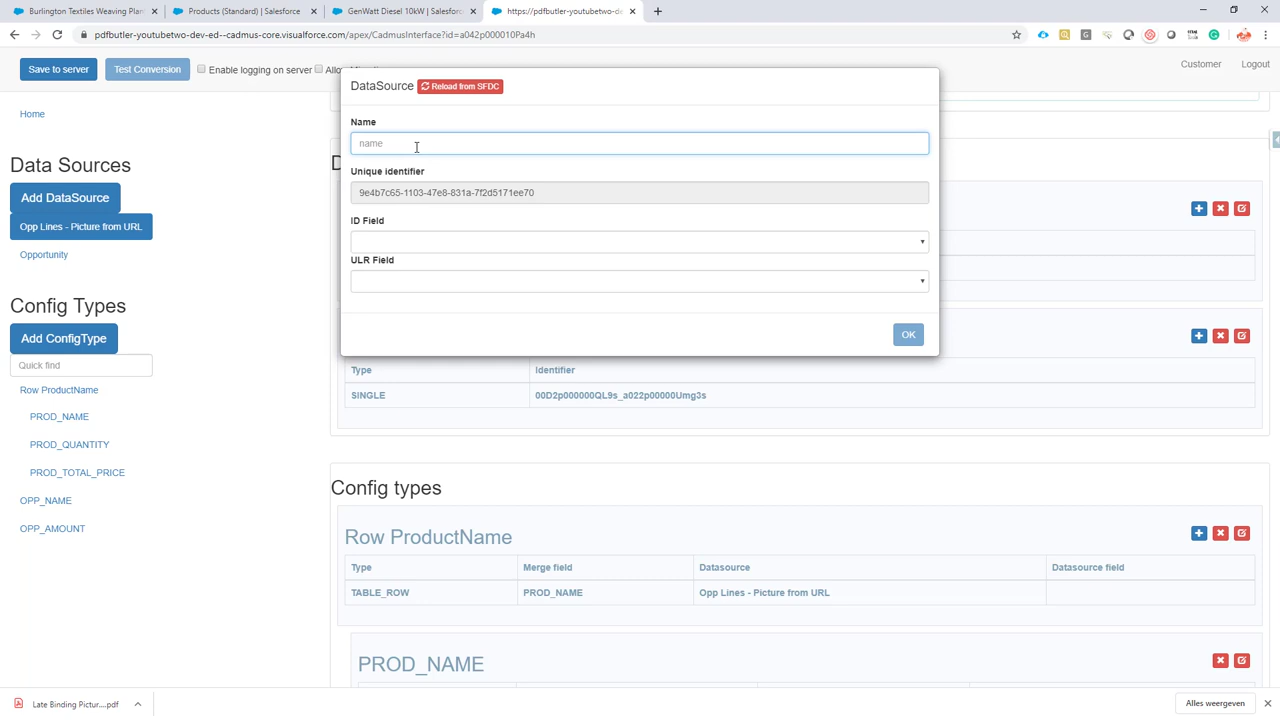 Burlington Textiles Weaving Plan
Products (Standard) | Salesforce
GenWatt Diesel 10kW | Salesforce
https://pdfbutler-youtubetwo-de
pdfbutler-youtubetwo-dev-ed--cadmus-core.visualforce.com/apex/CadmusInterface?id=a042p000010Pa4h
Save to server
Test Conversion
Enable logging on server
Customer
Logout
Home
Data Sources
Add DataSource
Opp Lines - Picture from URL
Opportunity
Config Types
Add ConfigType
Quick find
Row ProductName
PROD_NAME
PROD_QUANTITY
PROD_TOTAL_PRICE
OPP_NAME
OPP_AMOUNT
DataSource
Reload from SFDC
Name
name
Unique identifier
9e4b7c65-1103-47e8-831a-7f2d5171ee70
ID Field
ULR Field
OK
Type Identifier
SINGLE 00D2p000000QL9s_a022p00000Umg3s
Config types
Row ProductName
Type Merge field Datasource Datasource field
TABLE_ROW PROD_NAME Opp Lines - Picture from URL
PROD_NAME
Late Binding Pictur....pdf
Alles weergeven